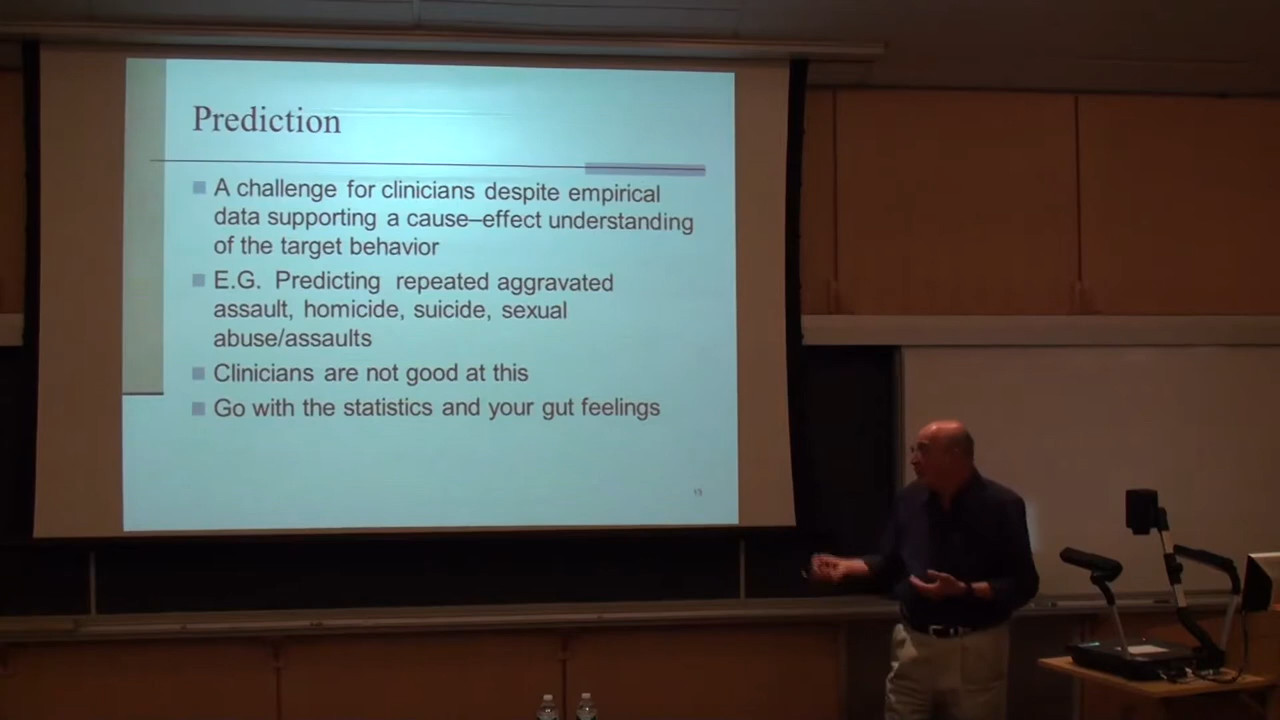 Prediction
A challenge for clinicians despite empirical
data supporting a cause–effect understanding
of the target behavior
E.G. Predicting repeated aggravated
assault, homicide, suicide, sexual
abuse/assaults
Clinicians are not good at this
Go with the statistics and your gut feelings